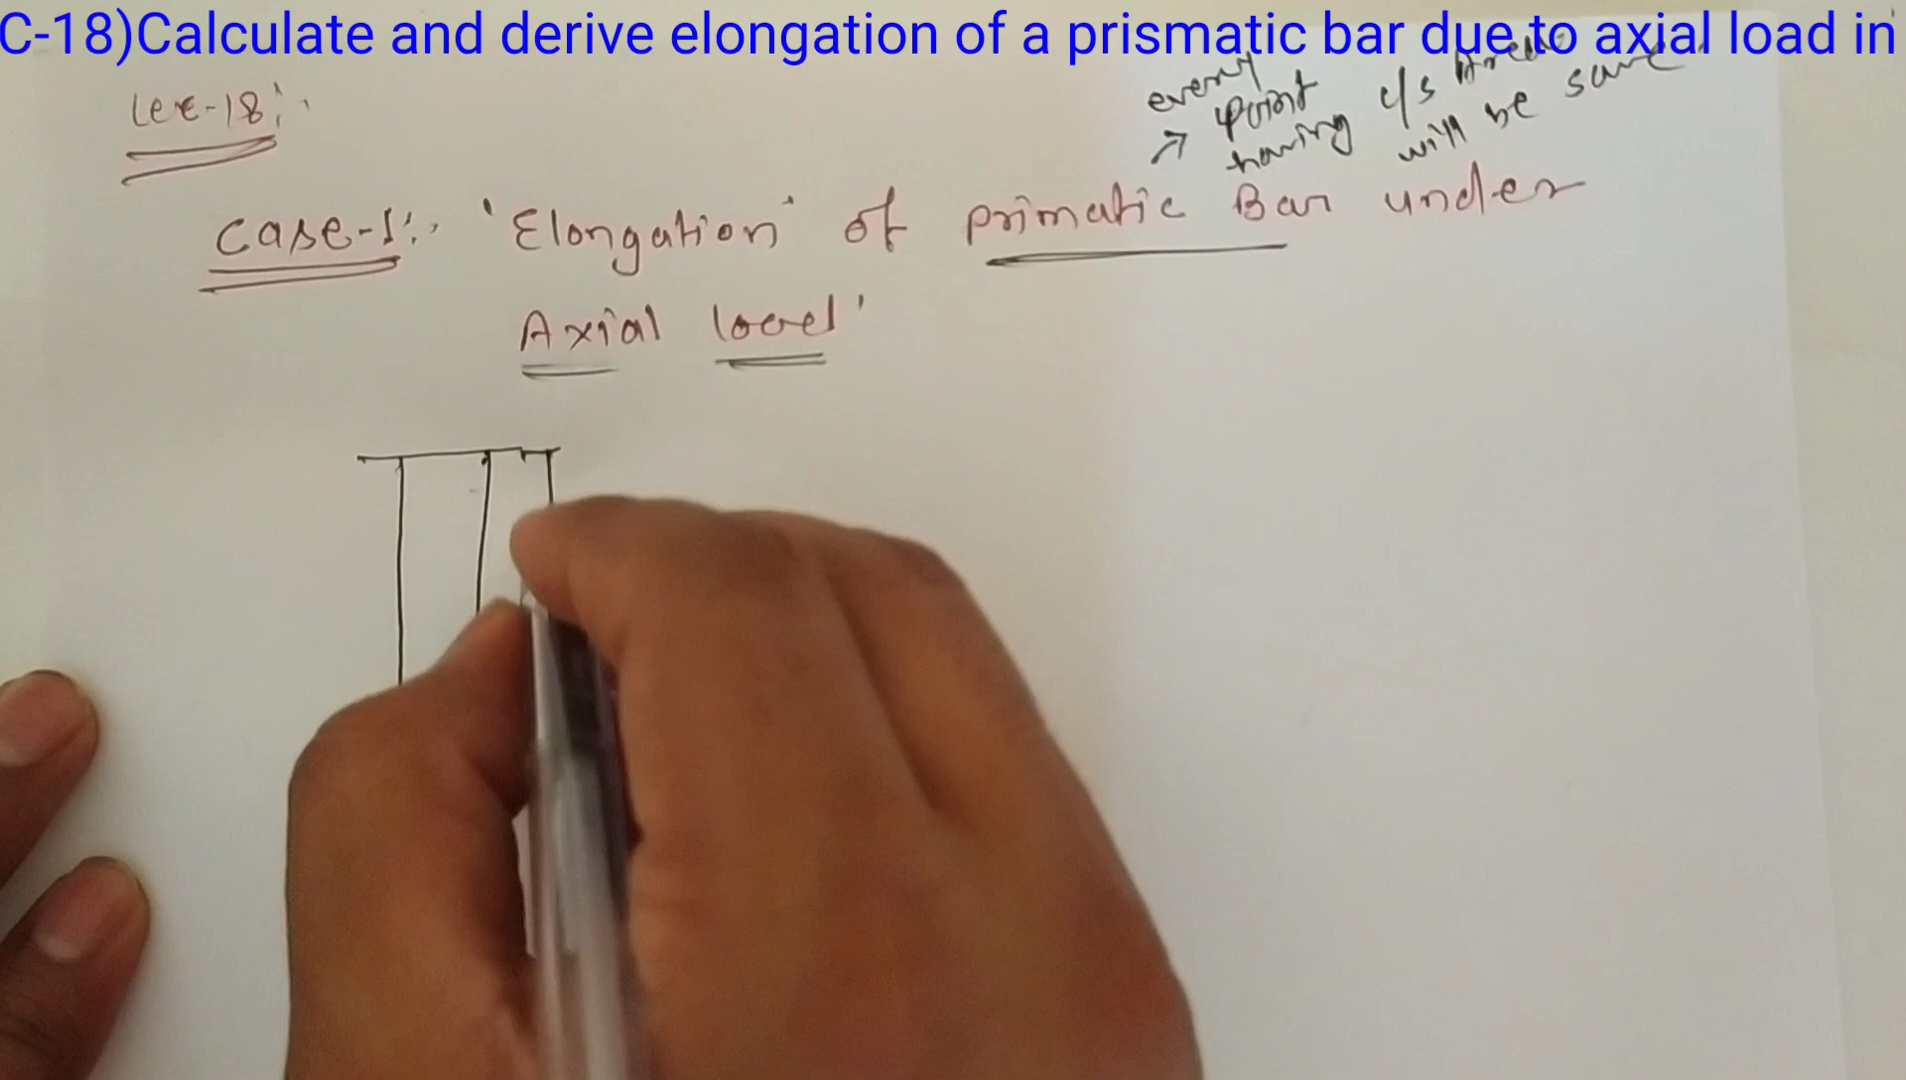 C-18)Calculate and derive elongation of a prismatic bar due to axial load in
Lec-18:.
every
→ point c/s Area
having will be same.
Case-1:. 'Elongation' of primatic Bar under
Axial load'